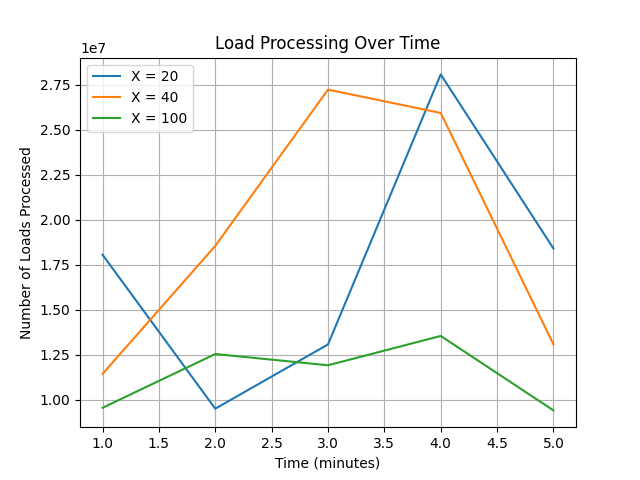 Load Processing Over Time
1e7
X = 20
X = 40
X = 100
2.75
2.50
2.25
2.00
1.75
1.50
1.25
1.00
Number of Loads Processed
1.0 1.5 2.0 2.5 3.0 3.5 4.0 4.5 5.0
Time (minutes)